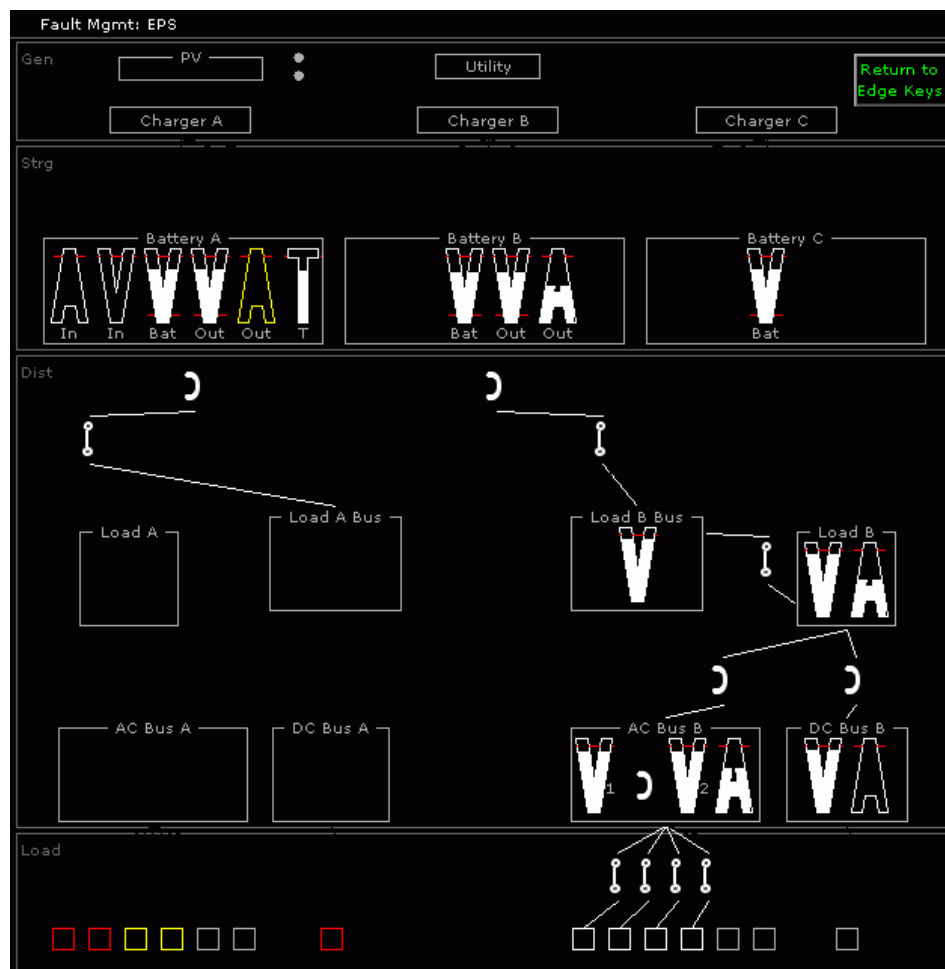 Fault Mgmt: EPS
Gen
PV
Utility
Return to
Edge Keys
Charger A
Charger B
Charger C
Strg
Battery A
Battery B
Battery C
A V V V A T
V V A
V
In In Bat Out Out T
Bat Out Out
Bat
Dist
Load A
Load A Bus
Load B Bus
Load B
V
V A
AC Bus A
DC Bus A
AC Bus B
DC Bus B
V 1 V 2 A
V A
Load